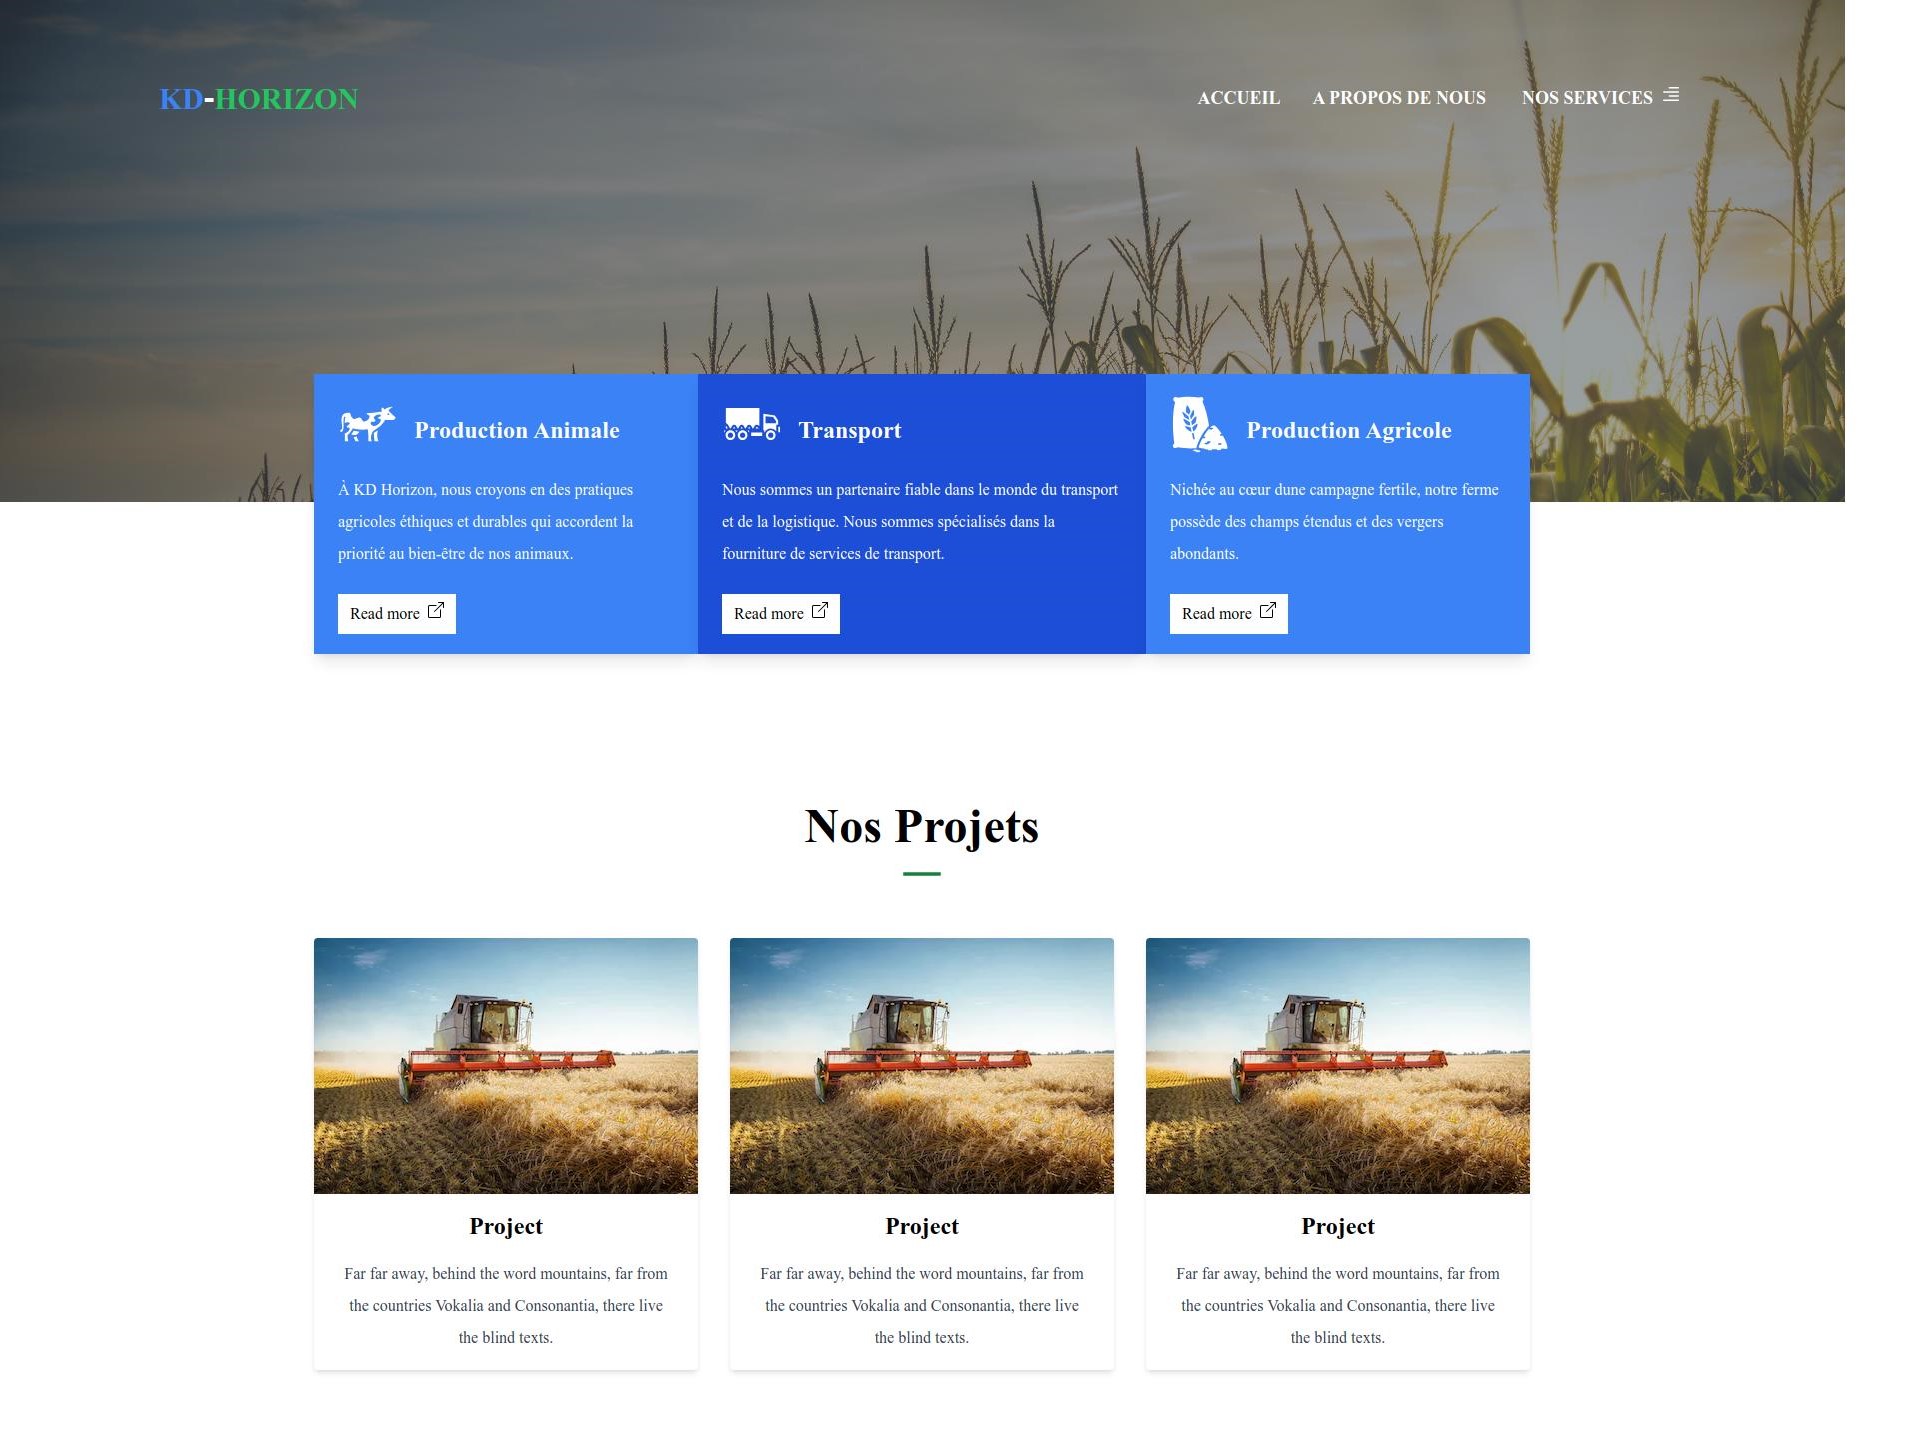 KD-HORIZON
ACCUEIL A PROPOS DE NOUS NOS SERVICES
Production Animale
À KD Horizon, nous croyons en des pratiques
agricoles éthiques et durables qui accordent la
priorité au bien-être de nos animaux.
Read more
Transport
Nous sommes un partenaire fiable dans le monde du transport
et de la logistique. Nous sommes spécialisés dans la
fourniture de services de transport.
Read more
Production Agricole
Nichée au cœur dune campagne fertile, notre ferme
possède des champs étendus et des vergers
abondants.
Read more
Nos Projets
Project
Far far away, behind the word mountains, far from
the countries Vokalia and Consonantia, there live
the blind texts.
Project
Far far away, behind the word mountains, far from
the countries Vokalia and Consonantia, there live
the blind texts.
Project
Far far away, behind the word mountains, far from
the countries Vokalia and Consonantia, there live
the blind texts.